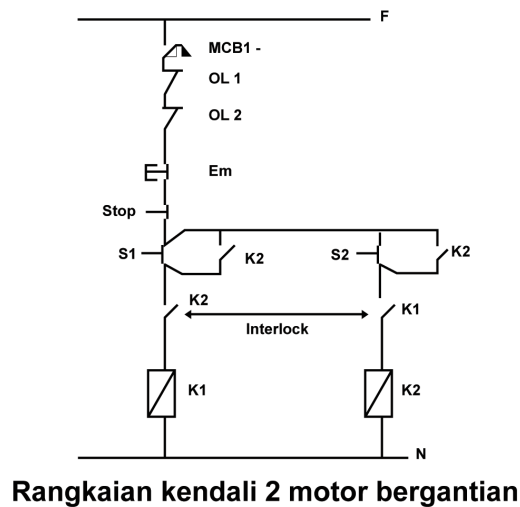 F
MCB1 -
OL 1
OL 2
Em
Stop
S1
K2
S2
K2
K2
K1
Interlock
K1
K2
N
Rangkaian kendali 2 motor bergantian